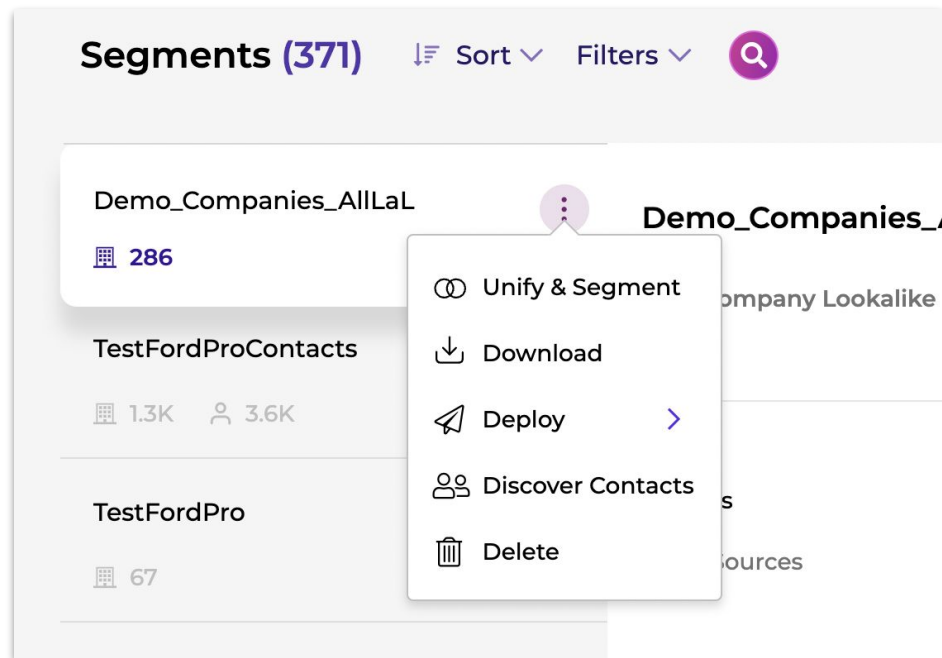 Segments (371) Sort Filters
Demo_Companies_AllLaL
286
TestFordProContacts
1.3K 3.6K
TestFordPro
67
Unify & Segment
Download
Deploy
Discover Contacts
Delete
Demo_Companies_
Lookalike